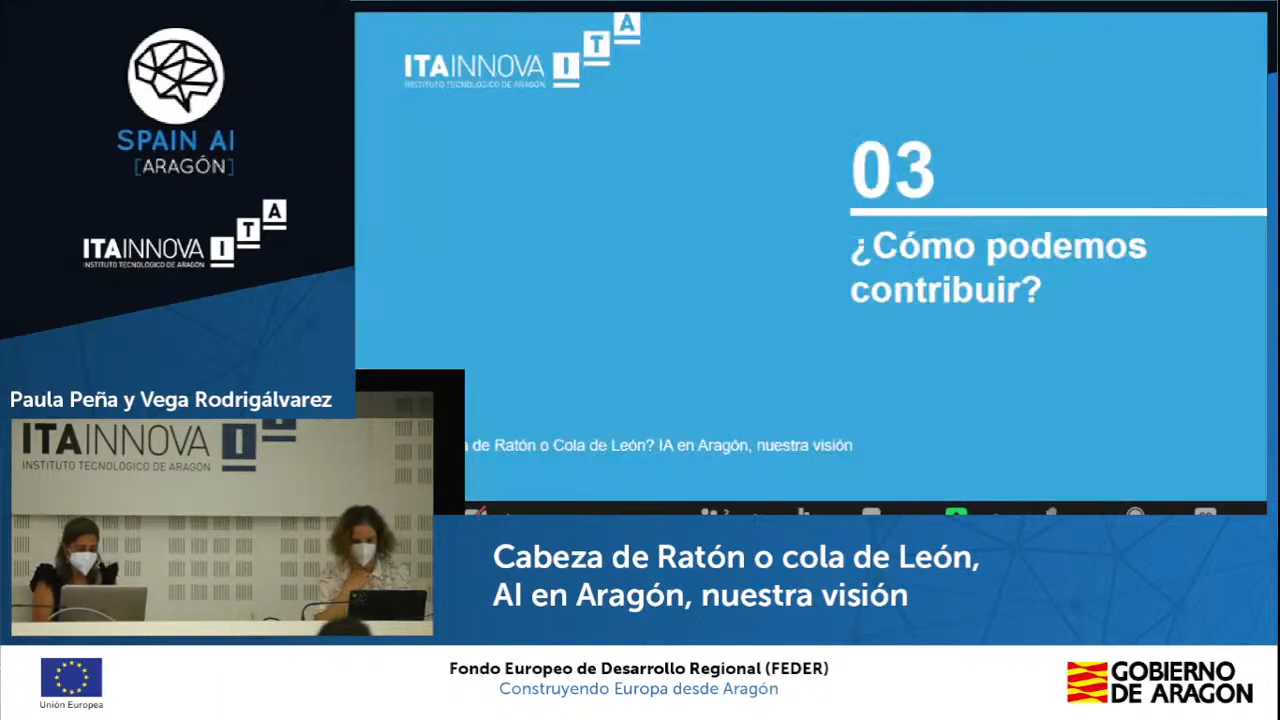 SPAIN AI
[ARAGÓN]
ITAINNOVA
INSTITUTO TECNOLÓGICO DE ARAGÓN
I T A
ITAINNOVA
INSTITUTO TECNOLÓGICO DE ARAGÓN
I T A
03
¿Cómo podemos
contribuir?
de Ratón o Cola de León? IA en Aragón, nuestra visión
Paula Peña y Vega Rodrigálvarez
ITAINNOVA
INSTITUTO TECNOLÓGICO DE ARAGÓN
I
Cabeza de Ratón o cola de León,
AI en Aragón, nuestra visión
Unión Europea
Fondo Europeo de Desarrollo Regional (FEDER)
Construyendo Europa desde Aragón
GOBIERNO
DE ARAGON